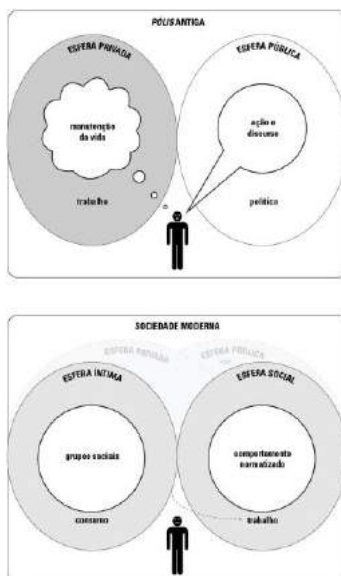 PÓLIS ANTIGA
ESFERA PRIVADA
ESFERA PÚBLICA
manutenção
da vida
ação e
discurso
trabalho
política
SOCIEDADE MODERNA
ESFERA PRIVADA
ESFERA PÚBLICA
ESFERA ÍNTIMA
ESFERA SOCIAL
grupos sociais
comportamento
normatizado
consumo
trabalho